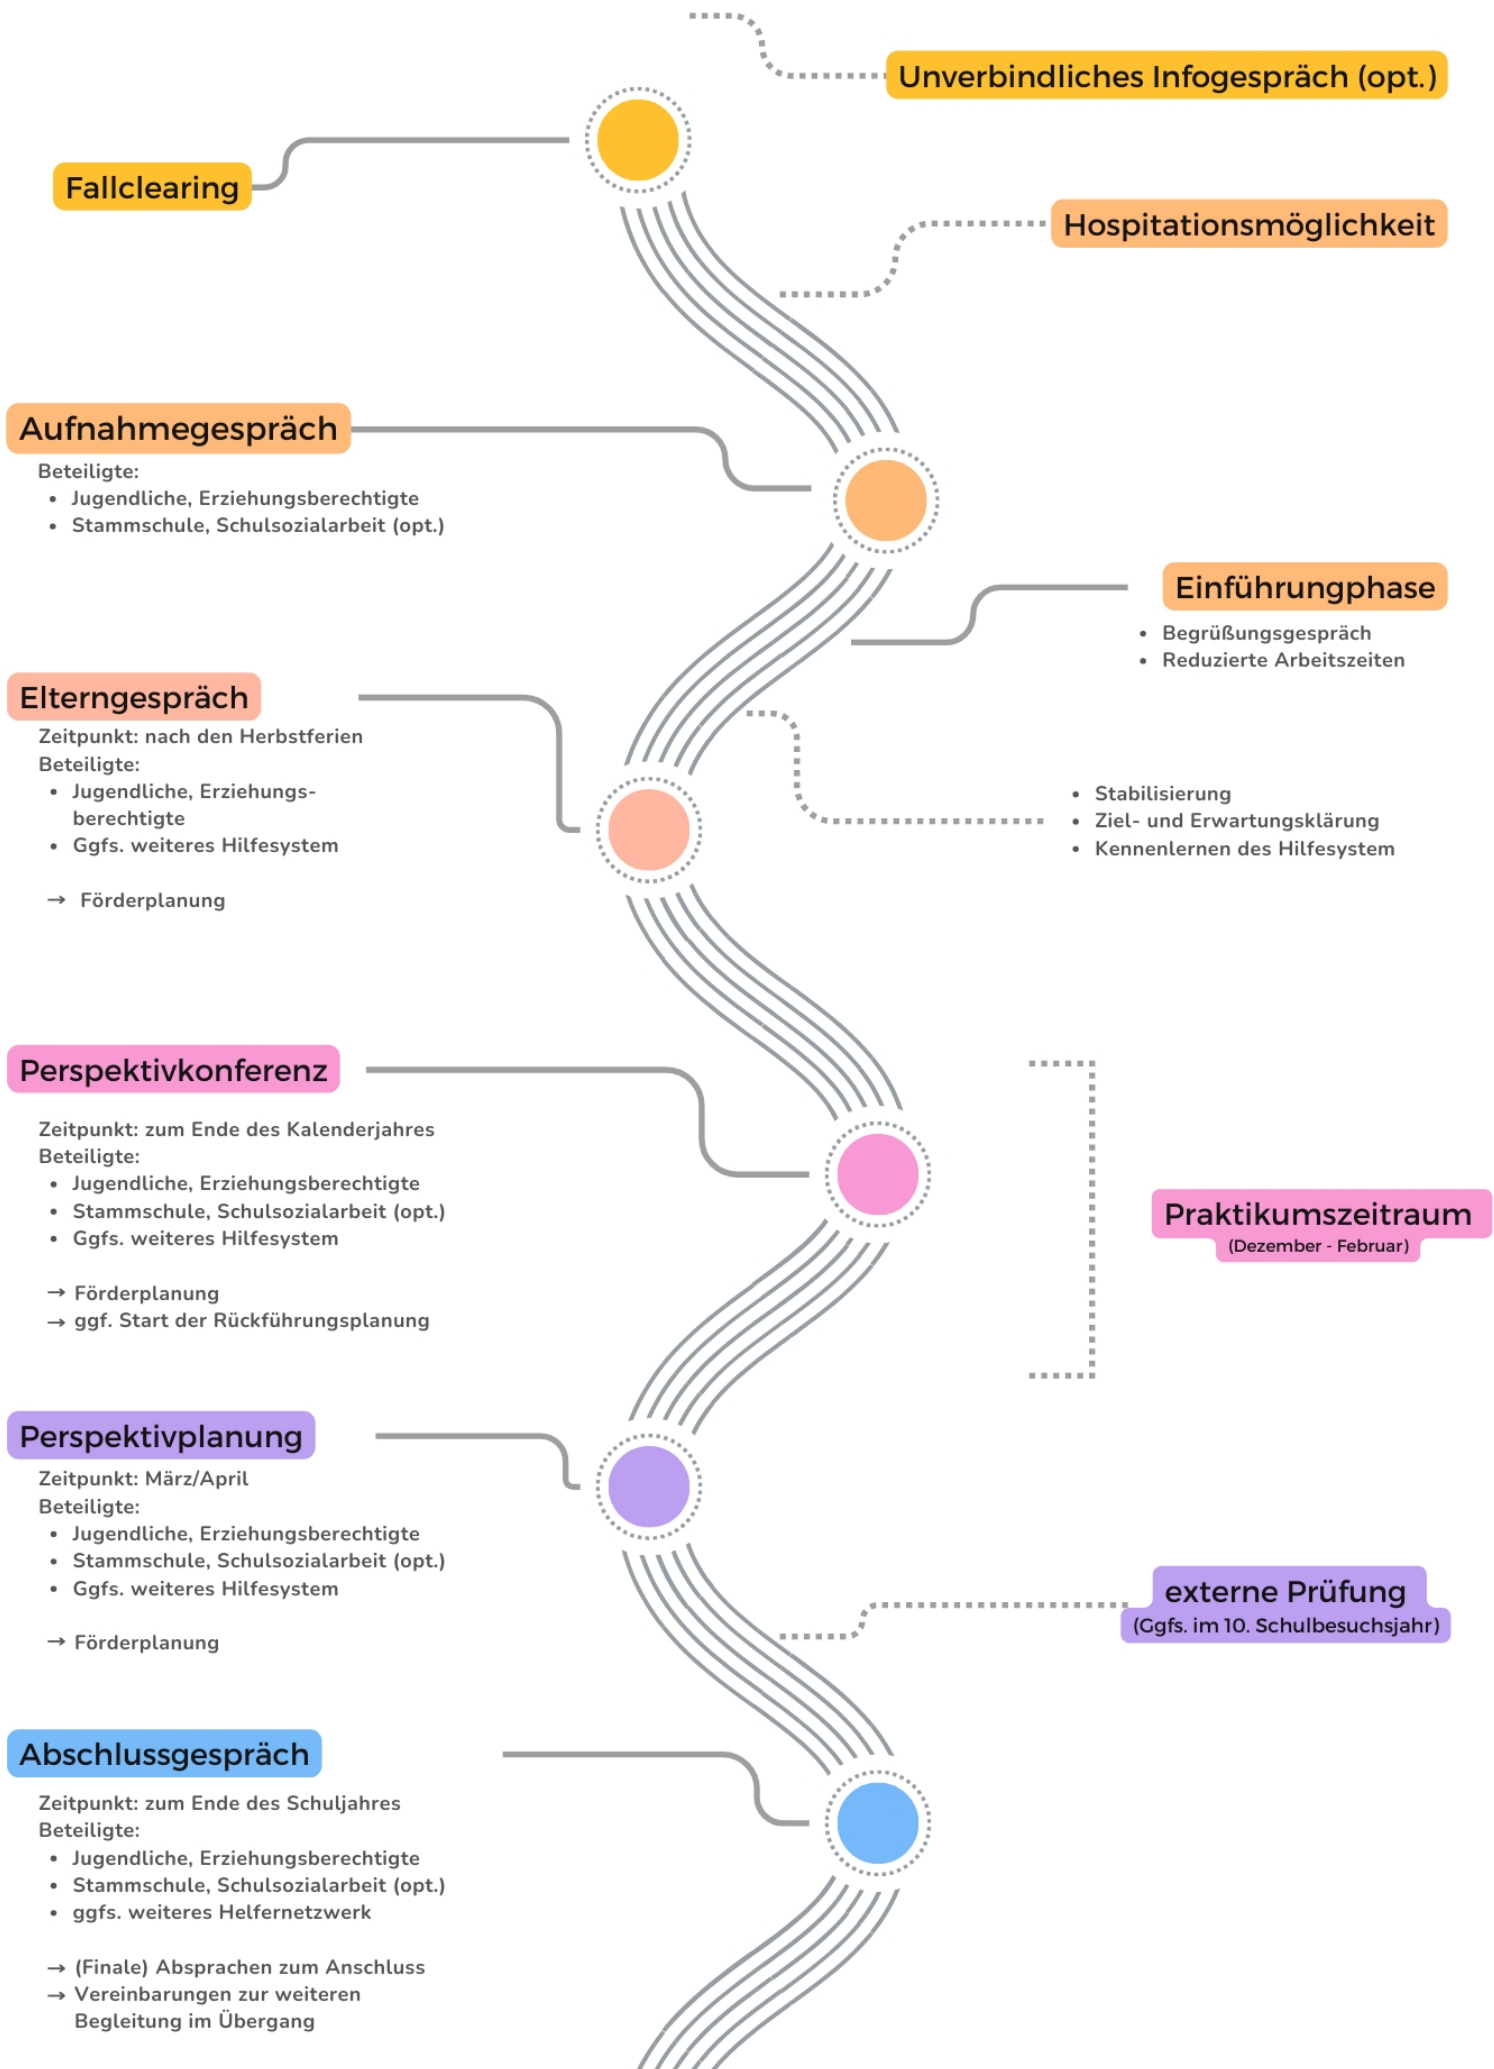 Unverbindliches Infogespräch (opt.)
Fallclearing
Hospitationsmöglichkeit
Aufnahmegespräch
Beteiligte:
• Jugendliche, Erziehungsberechtigte
• Stammschule, Schulsozialarbeit (opt.)
Einführungphase
• Begrüßungsgespräch
• Reduzierte Arbeitszeiten
Elterngespräch
Zeitpunkt: nach den Herbstferien
Beteiligte:
• Jugendliche, Erziehungs-
berechtigte
• Ggfs. weiteres Hilfesystem
→ Förderplanung
• Stabilisierung
• Ziel- und Erwartungsklärung
• Kennenlernen des Hilfesystem
Perspektivkonferenz
Zeitpunkt: zum Ende des Kalenderjahres
Beteiligte:
• Jugendliche, Erziehungsberechtigte
• Stammschule, Schulsozialarbeit (opt.)
• Ggfs. weiteres Hilfesystem
→ Förderplanung
→ ggf. Start der Rückführungsplanung
Praktikumszeitraum
(Dezember - Februar)
Perspektivplanung
Zeitpunkt: März/April
Beteiligte:
• Jugendliche, Erziehungsberechtigte
• Stammschule, Schulsozialarbeit (opt.)
• Ggfs. weiteres Hilfesystem
→ Förderplanung
externe Prüfung
(Ggfs. im 10. Schulbesuchsjahr)
Abschlussgespräch
Zeitpunkt: zum Ende des Schuljahres
Beteiligte:
• Jugendliche, Erziehungsberechtigte
• Stammschule, Schulsozialarbeit (opt.)
• ggfs. weiteres Helfernetzwerk
→ (Finale) Absprachen zum Anschluss
→ Vereinbarungen zur weiteren
Begleitung im Übergang